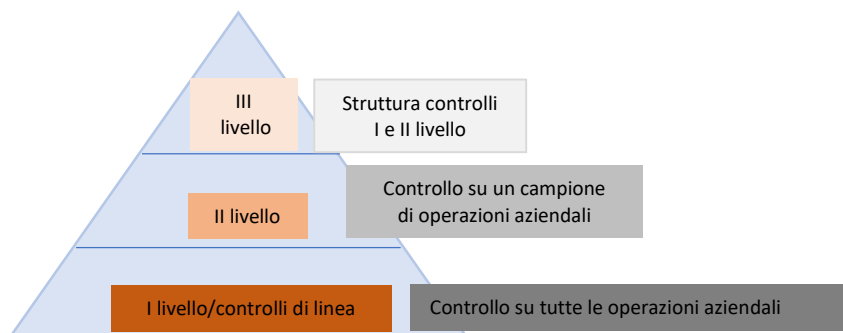 III
livello
Struttura controlli
I e II livello
Controllo su un campione
di operazioni aziendali
II livello
I livello/controlli di linea
Controllo su tutte le operazioni aziendali